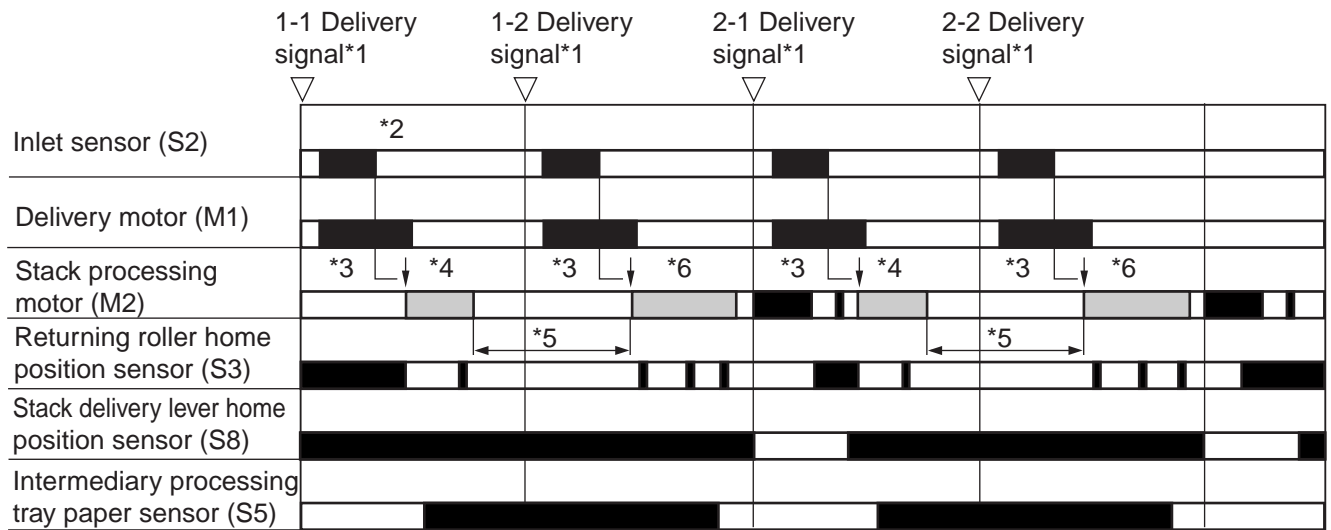 1-1 Delivery
signal*1
1-2 Delivery
signal*1
2-1 Delivery
signal*1
2-2 Delivery
signal*1
Inlet sensor (S2)
*2
Delivery motor (M1)
Stack processing
motor (M2)
*3
*4
*3
*6
*3
*4
*3
*6
Returning roller home
position sensor (S3)
*5
*5
Stack delivery lever home
position sensor (S8)
Intermediary processing
tray paper sensor (S5)